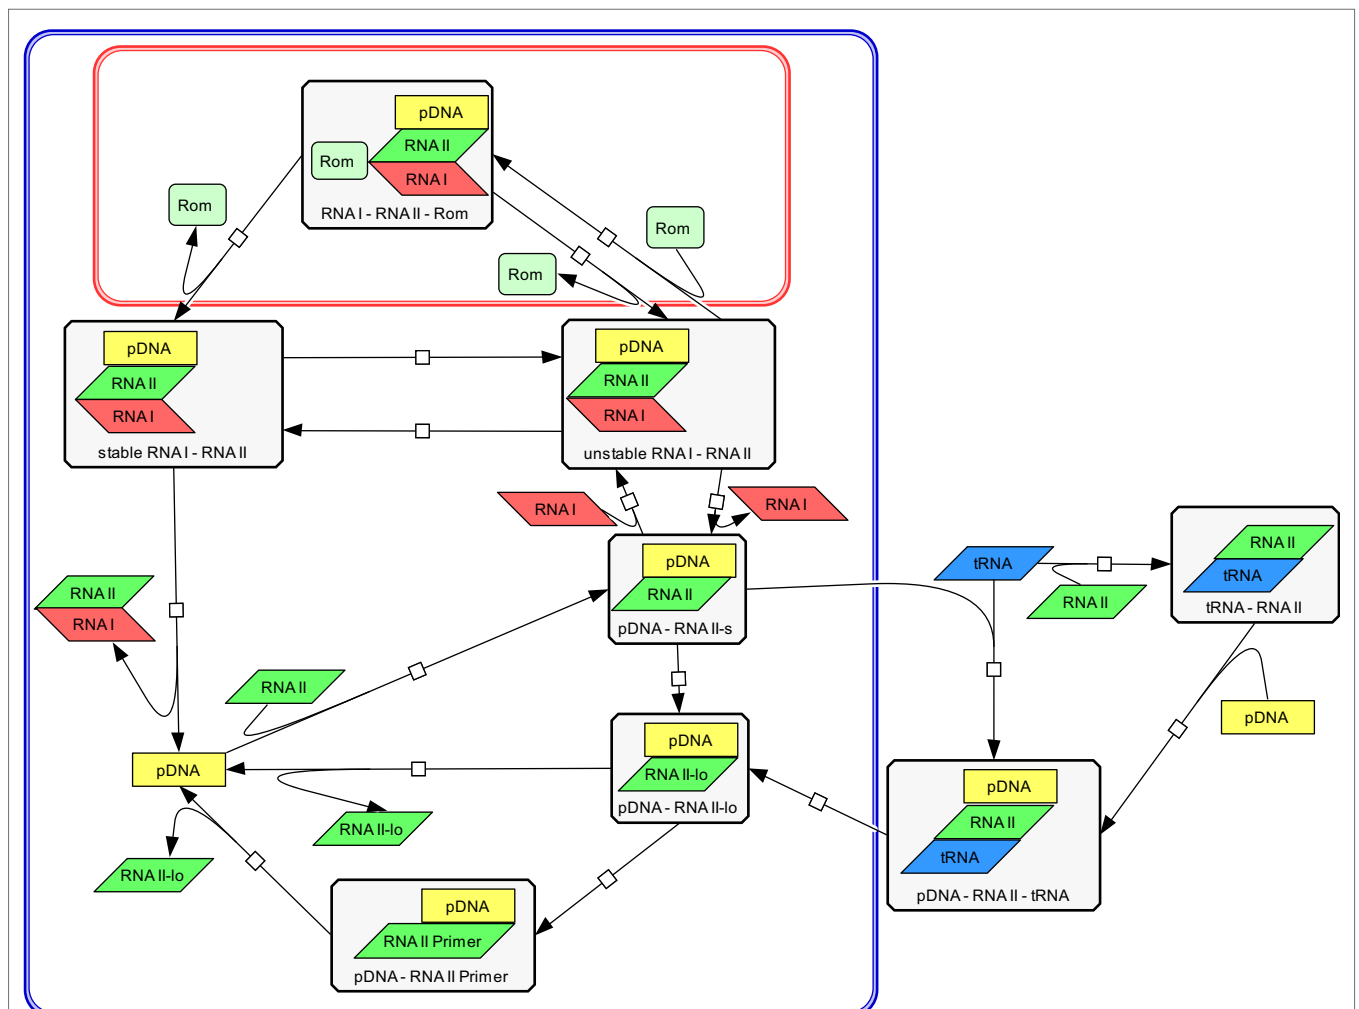 pDNA
RNA II
Rom
RNA I
RNA I - RNA II - Rom
Rom
Rom
Rom
pDNA
RNA II
RNA I
stable RNA I - RNA II
pDNA
RNA II
RNA I
unstable RNA I - RNA II
RNA I
RNA I
pDNA
RNA II
pDNA - RNA II-s
tRNA
RNA II
RNA II
tRNA
tRNA - RNA II
RNA II
RNA I
RNA II
pDNA
pDNA
RNA II-lo
pDNA - RNA II-lo
pDNA
RNA II-lo
RNA II-lo
pDNA
RNA II
tRNA
pDNA - RNA II - tRNA
pDNA
RNA II Primer
pDNA - RNA II Primer